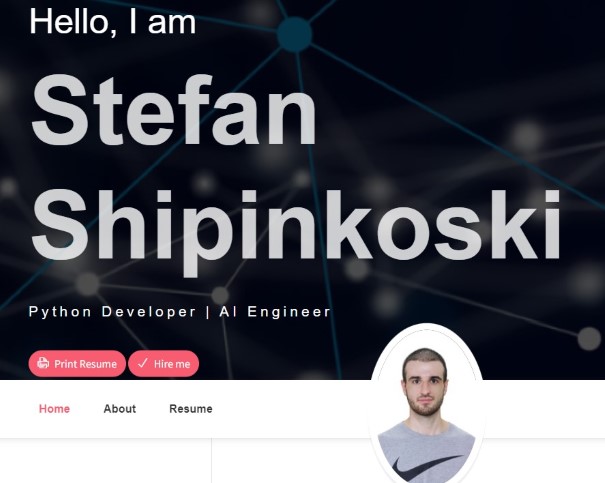 Hello, I am
Stefan
Shipinkoski
Python Developer | AI Engineer
Print Resume
Hire me
Home
About
Resume